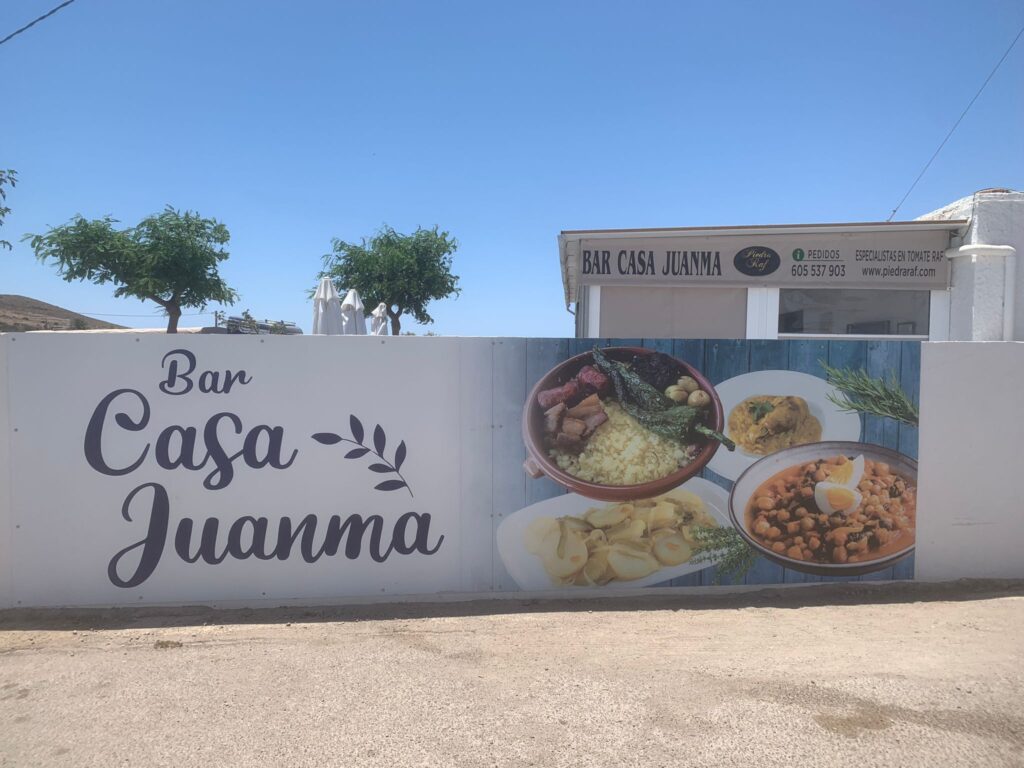 BAR CASA JUANMA
Piedra
Raf
PEDIDOS
605 537 903
ESPECIALISTAS EN TOMATE RAF
www.piedraraf.com
Bar
Casa
Juanma